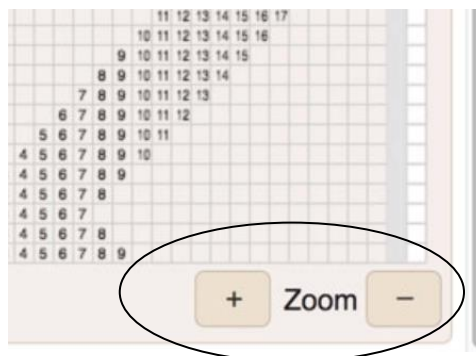 11 12 13 14 15 16 17
10 11 12 13 14 15 16
9 10 11 12 13 14 15
8 9 10 11 12 13 14
7 8 9 10 11 12 13
6 7 8 9 10 11 12
5 6 7 8 9 10 11
4 5 6 7 8 9 10
4 5 6 7 8 9
4 5 6 7 8
4 5 6 7
4 5 6 7 8
4 5 6 7 8 9
+ Zoom −